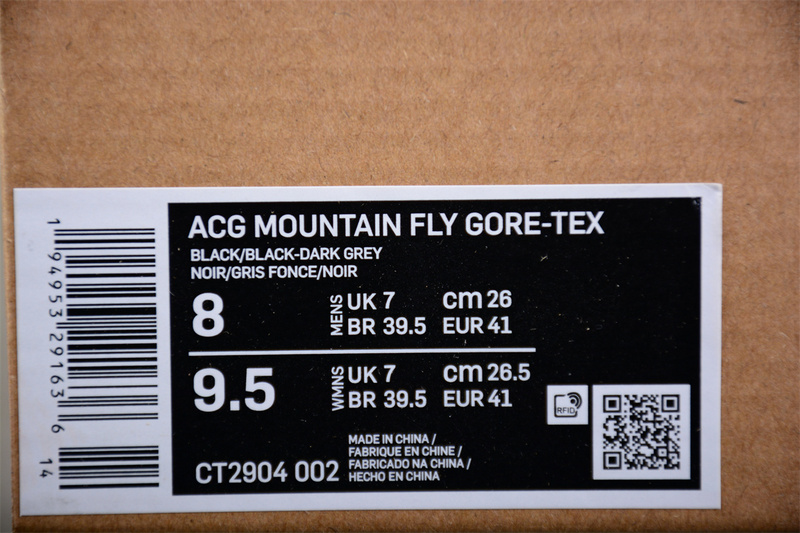 ACG MOUNTAIN FLY GORE-TEX
BLACK/BLACK-DARK GREY
NOIR/GRIS FONCE/NOIR
8 MENS UK 7 cm 26
BR 39.5 EUR 41
9.5 WMNS UK 7 cm 26.5
BR 39.5 EUR 41
CT2904 002
MADE IN CHINA /
FABRIQUE EN CHINE /
FABRICADO NA CHINA /
HECHO EN CHINA
RFID
1 94953 29163 6
14